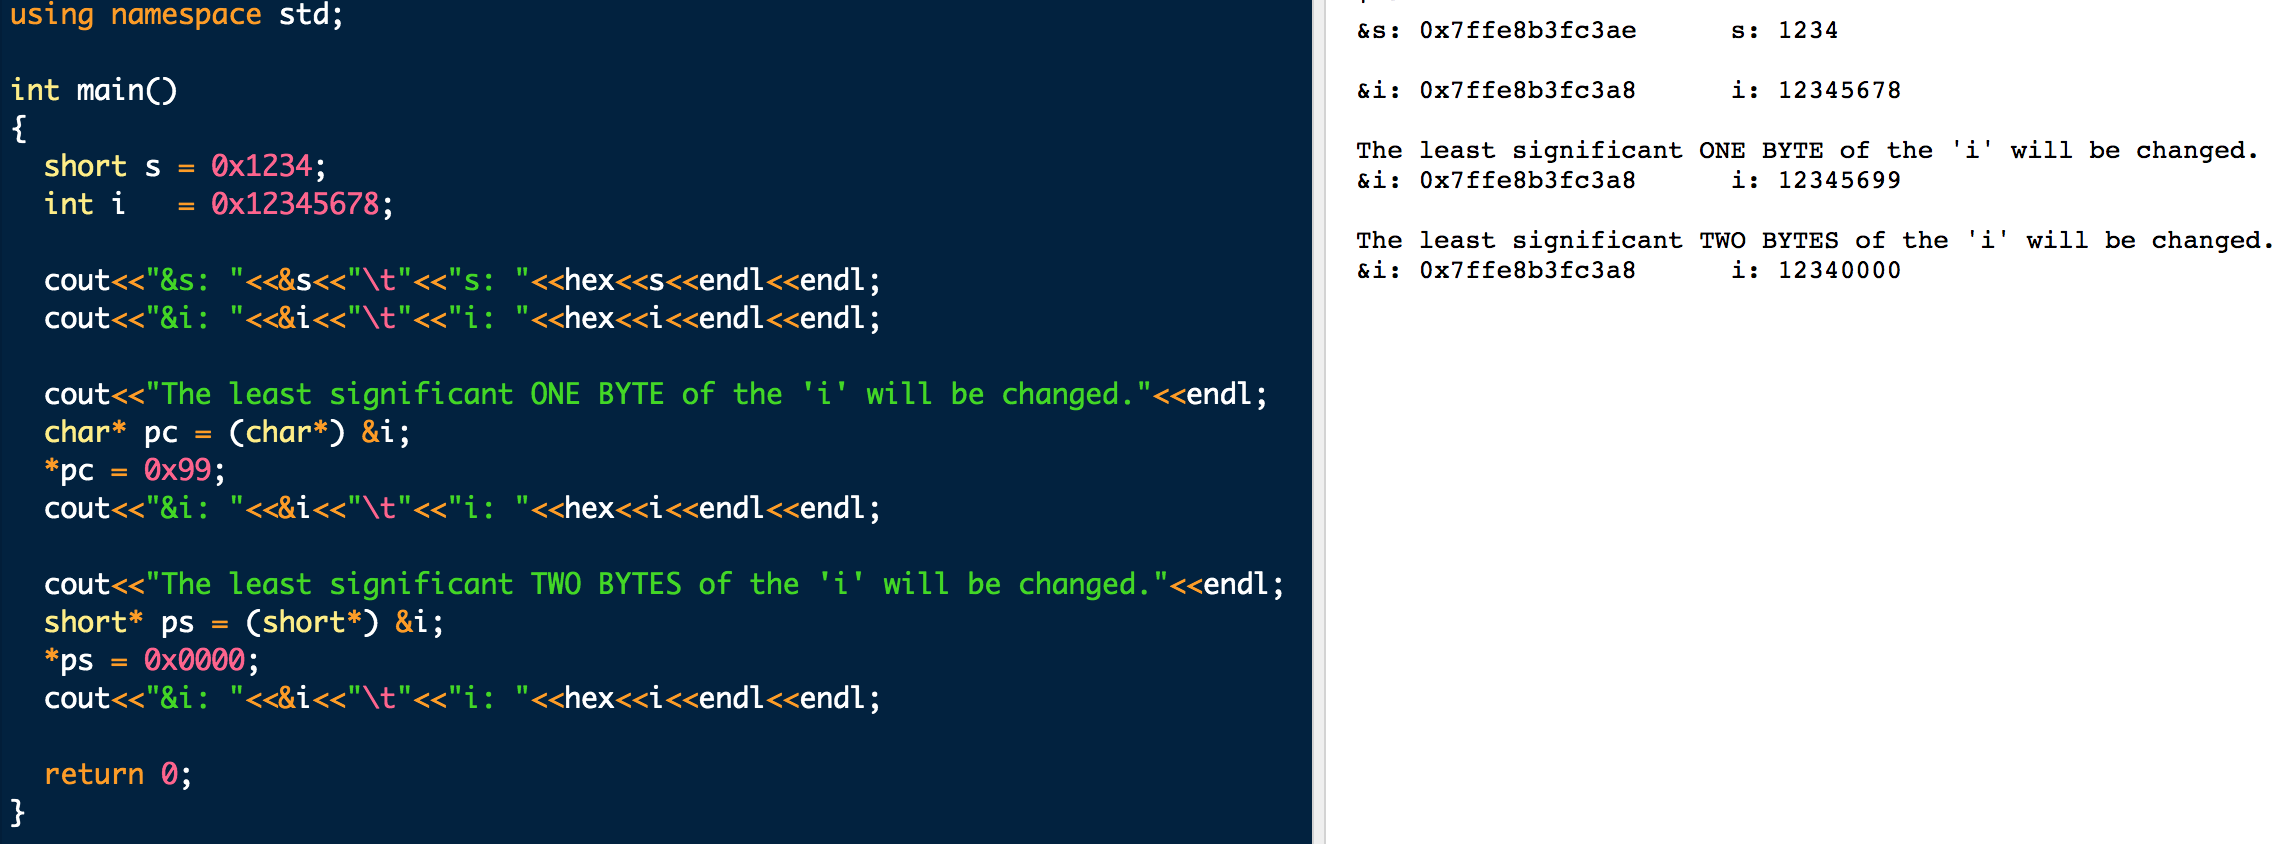 using namespace std;
int main()
{
short s = 0x1234;
int i   = 0x12345678;
cout<<"&s: "<<&s<<"\t"<<"s: "<<hex<<s<<endl<<endl;
cout<<"&i: "<<&i<<"\t"<<"i: "<<hex<<i<<endl<<endl;
cout<<"The least significant ONE BYTE of the 'i' will be changed."<<endl;
char* pc = (char*) &i;
*pc = 0x99;
cout<<"&i: "<<&i<<"\t"<<"i: "<<hex<<i<<endl<<endl;
cout<<"The least significant TWO BYTES of the 'i' will be changed."<<endl;
short* ps = (short*) &i;
*ps = 0x0000;
cout<<"&i: "<<&i<<"\t"<<"i: "<<hex<<i<<endl<<endl;
return 0;
}
&s: 0x7ffe8b3fc3ae      s: 1234
&i: 0x7ffe8b3fc3a8      i: 12345678
The least significant ONE BYTE of the 'i' will be changed.
&i: 0x7ffe8b3fc3a8      i: 12345699
The least significant TWO BYTES of the 'i' will be changed.
&i: 0x7ffe8b3fc3a8      i: 12340000